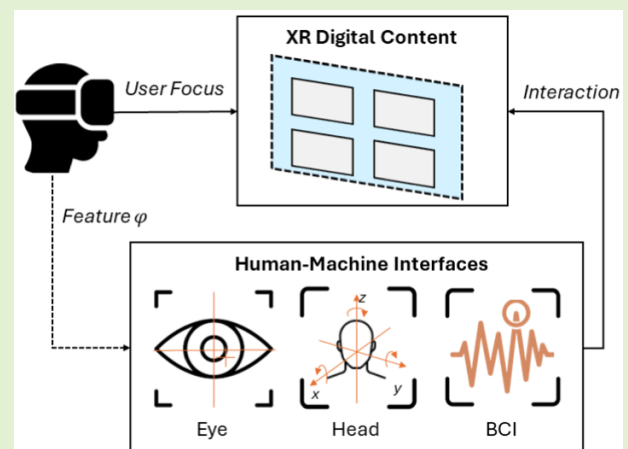 XR Digital Content
User Focus
Interaction
Feature φ
Human-Machine Interfaces
z
x
y
Eye
Head
BCI